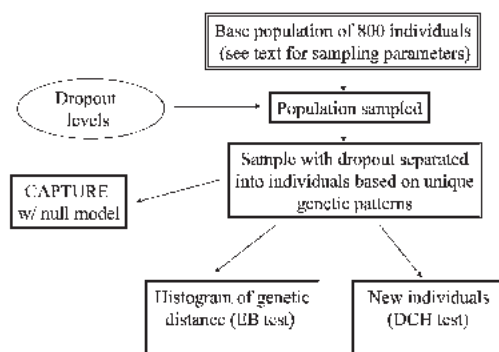 Base population of 800 individuals
(see text for sampling parameters)
Dropout
levels
Population sampled
Sample with dropout separated
into individuals based on unique
genetic patterns
CAPTURE
w/ null model
Histogram of genetic
distance (EB test)
New individuals
(DCH test)